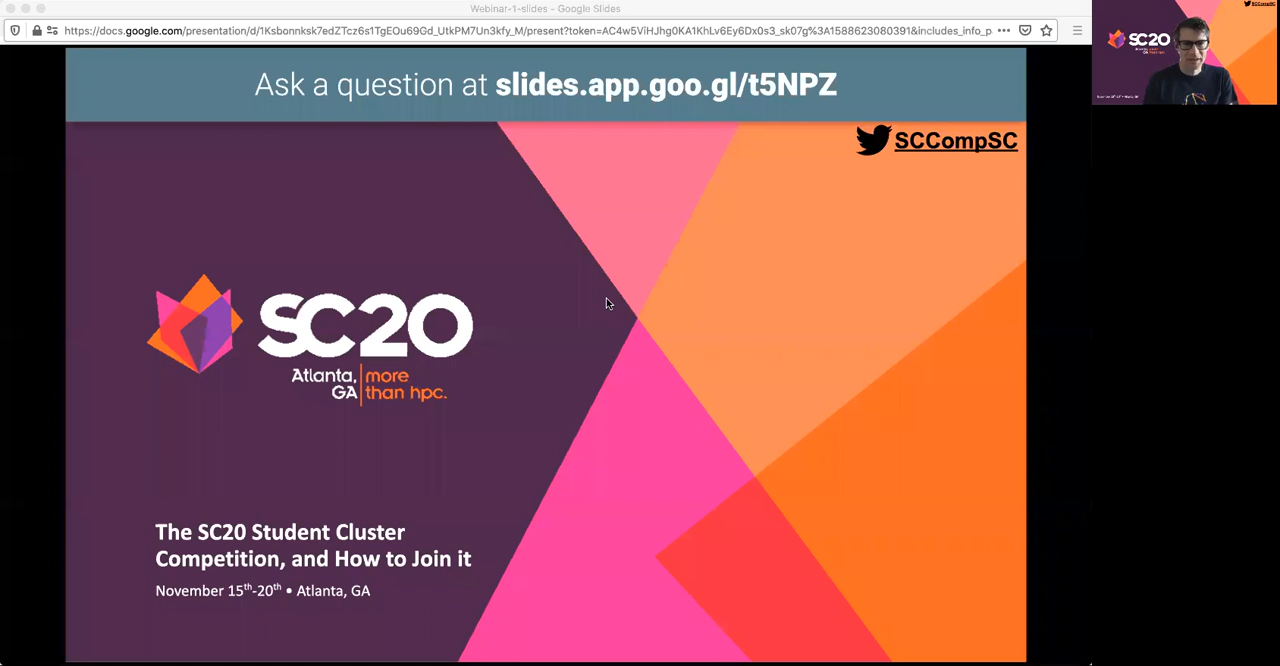 Webinar-1-slides - Google Slides
https://docs.google.com/presentation/d/1Ksbonnksk7edZTcz6s1TgEOu69Gd_UtkPM7Un3kfy_M/present?token=AC4w5ViHJhg0KA1KhLv6Ey6Dx0s3_sk07g%3A1588623080391&includes_info_p
Ask a question at slides.app.goo.gl/t5NPZ
SCCompSC
SC20
Atlanta, GA
more than hpc.
The SC20 Student Cluster
Competition, and How to Join it
November 15th-20th • Atlanta, GA
SC20